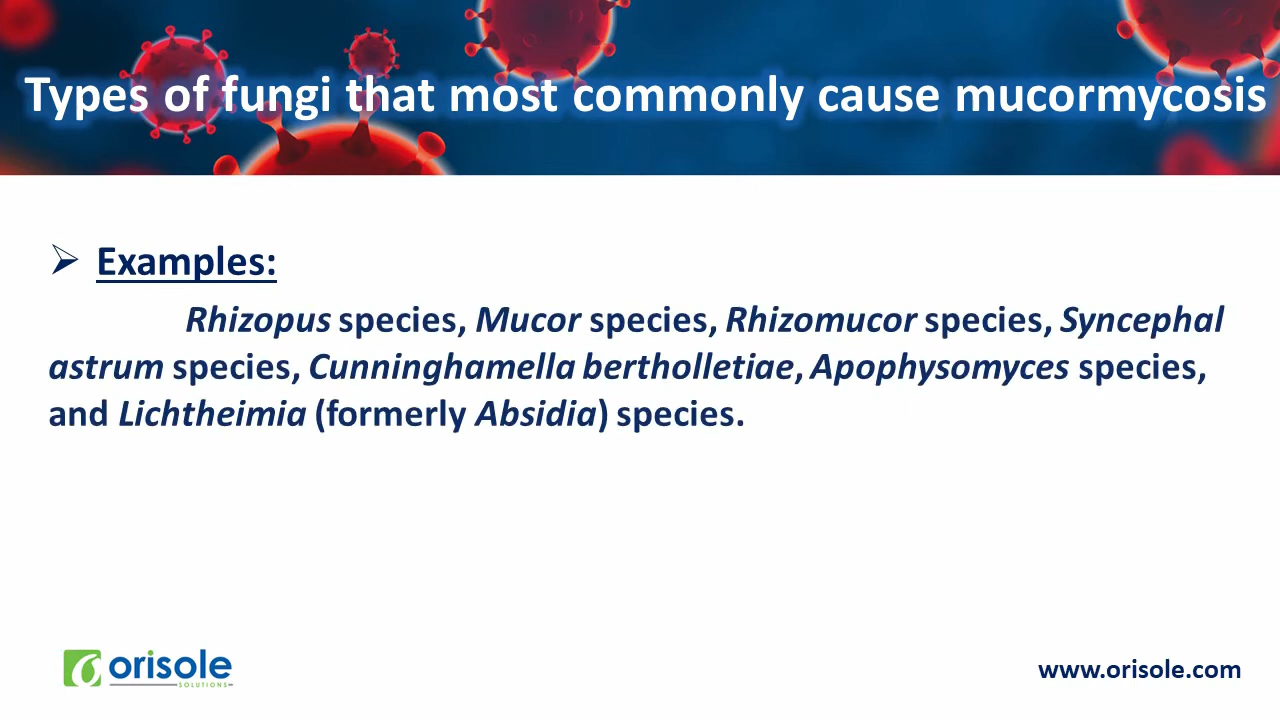 Types of fungi that most commonly cause mucormycosis
➢ Examples:
Rhizopus species, Mucor species, Rhizomucor species, Syncephal
astrum species, Cunninghamella bertholletiae, Apophysomyces species,
and Lichtheimia (formerly Absidia) species.
orisole
SOLUTIONS
www.orisole.com